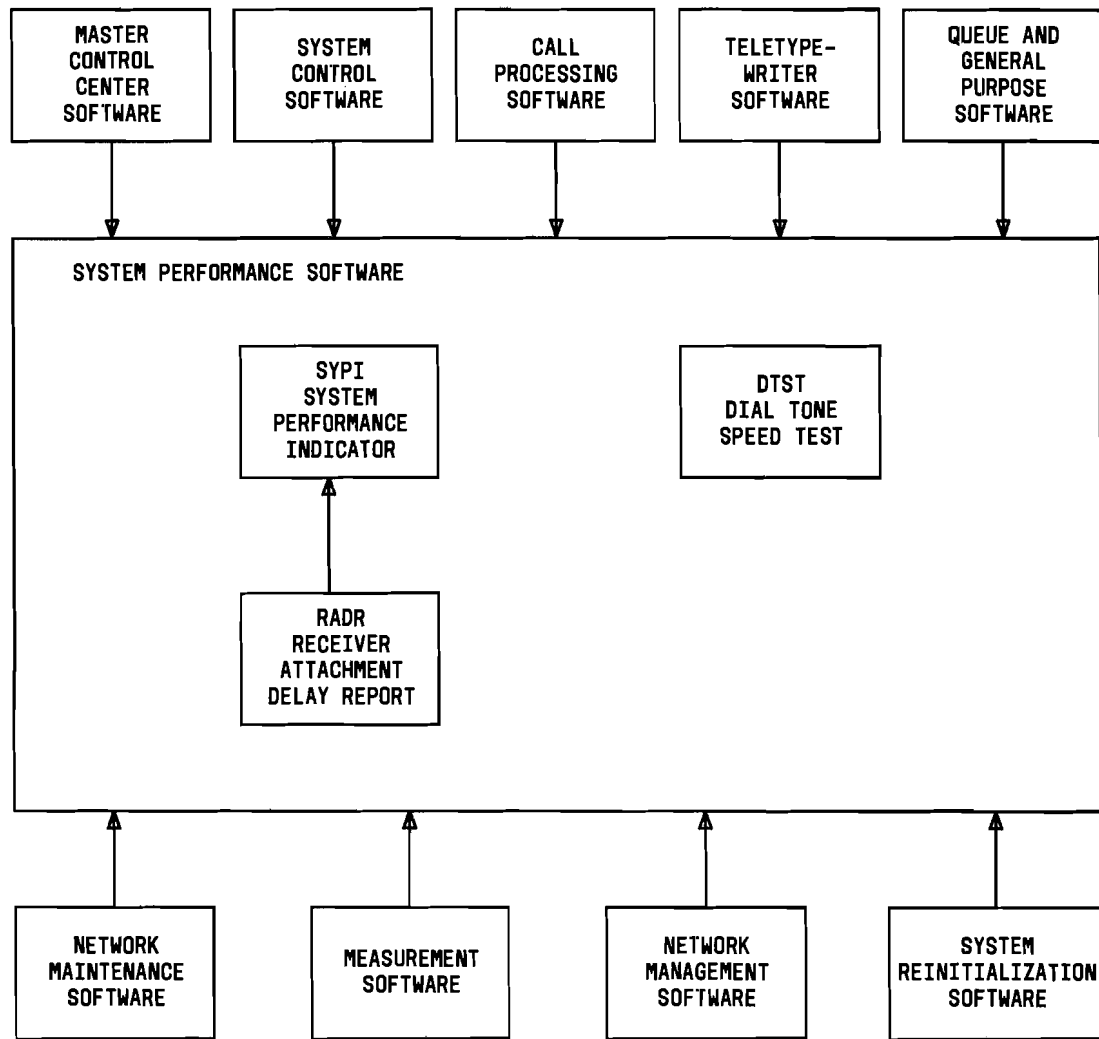 MASTER
CONTROL
CENTER
SOFTWARE
SYSTEM
CONTROL
SOFTWARE
CALL
PROCESSING
SOFTWARE
TELETYPE-
WRITER
SOFTWARE
QUEUE AND
GENERAL
PURPOSE
SOFTWARE
SYSTEM PERFORMANCE SOFTWARE
SYPI
SYSTEM
PERFORMANCE
INDICATOR
DTST
DIAL TONE
SPEED TEST
RADR
RECEIVER
ATTACHMENT
DELAY REPORT
NETWORK
MAINTENANCE
SOFTWARE
MEASUREMENT
SOFTWARE
NETWORK
MANAGEMENT
SOFTWARE
SYSTEM
REINITIALIZATION
SOFTWARE